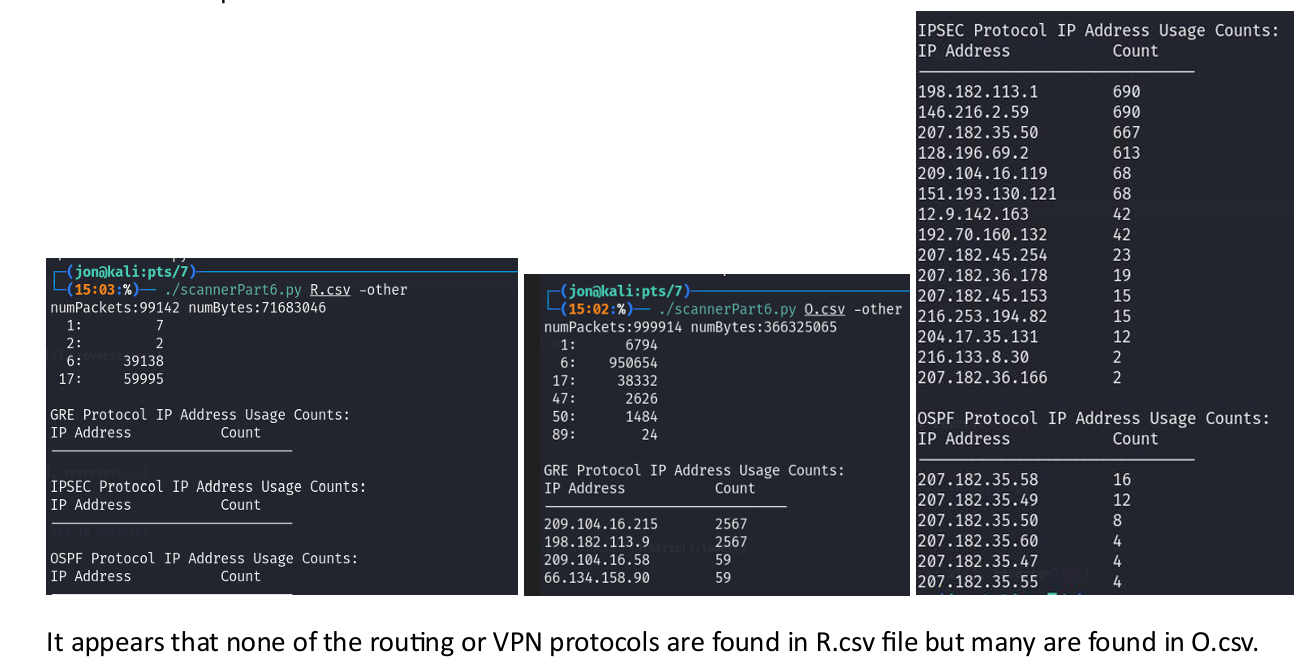 (jon@kali:pts/7)
(15:03:%)— ./scannerPart6.py R.csv -other
numPackets:99142 numBytes:71683046
1: 7
2: 2
6: 39138
17: 59995
GRE Protocol IP Address Usage Counts:
IP Address Count
IPSEC Protocol IP Address Usage Counts:
IP Address Count
OSPF Protocol IP Address Usage Counts:
IP Address Count
(jon@kali:pts/7)
(15:02:%)— ./scannerPart6.py O.csv -other
numPackets:999914 numBytes:366325065
1: 6794
6: 950654
17: 38332
47: 2626
50: 1484
89: 24
GRE Protocol IP Address Usage Counts:
IP Address Count
209.104.16.215 2567
198.182.113.9 2567
209.104.16.58 59
66.134.158.90 59
IPSEC Protocol IP Address Usage Counts:
IP Address Count
198.182.113.1 690
146.216.2.59 690
207.182.35.50 667
128.196.69.2 613
209.104.16.119 68
151.193.130.121 68
12.9.142.163 42
192.70.160.132 42
207.182.45.254 23
207.182.36.178 19
207.182.45.153 15
216.253.194.82 15
204.17.35.131 12
216.133.8.30 2
207.182.36.166 2
OSPF Protocol IP Address Usage Counts:
IP Address Count
207.182.35.58 16
207.182.35.49 12
207.182.35.50 8
207.182.35.60 4
207.182.35.47 4
207.182.35.55 4
It appears that none of the routing or VPN protocols are found in R.csv file but many are found in O.csv.